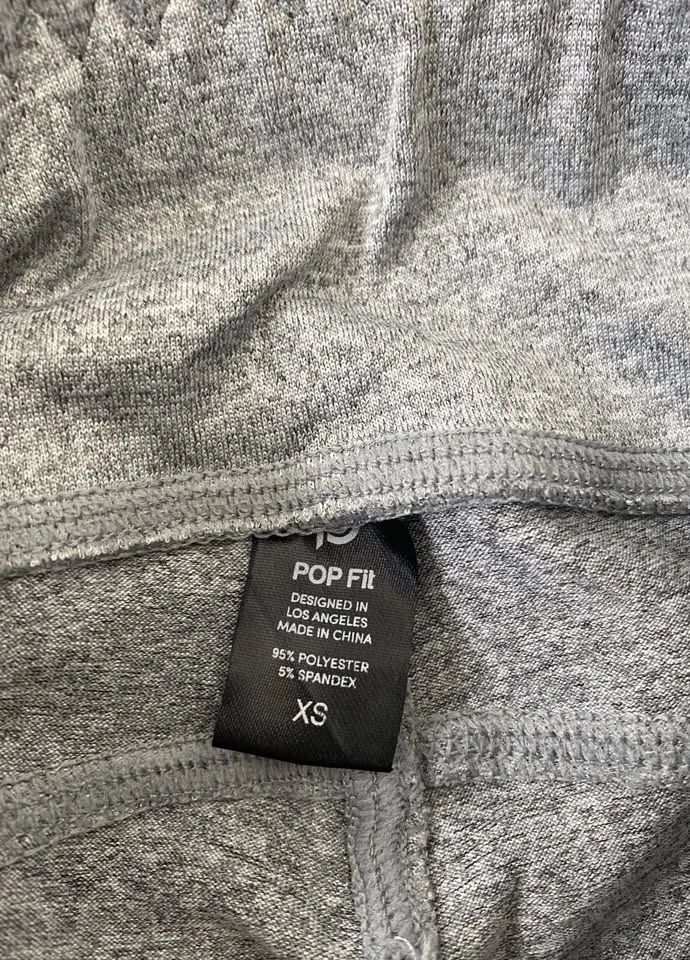 POP Fit
DESIGNED IN
LOS ANGELES
MADE IN CHINA
95% POLYESTER
5% SPANDEX
XS